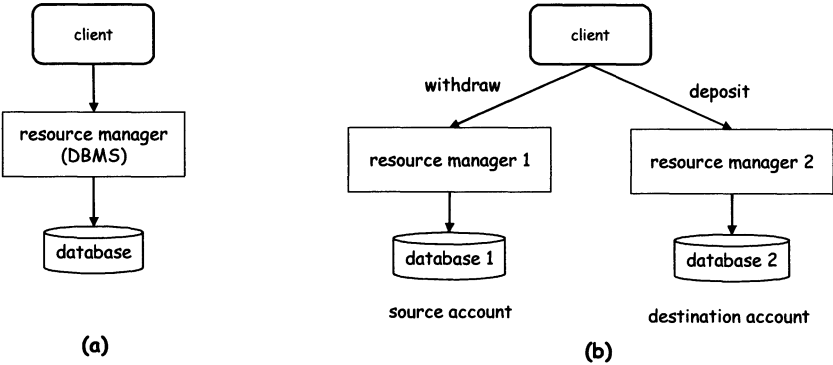 client
resource manager
(DBMS)
database
(a)
client
withdraw
deposit
resource manager 1
resource manager 2
database 1
database 2
source account
destination account
(b)